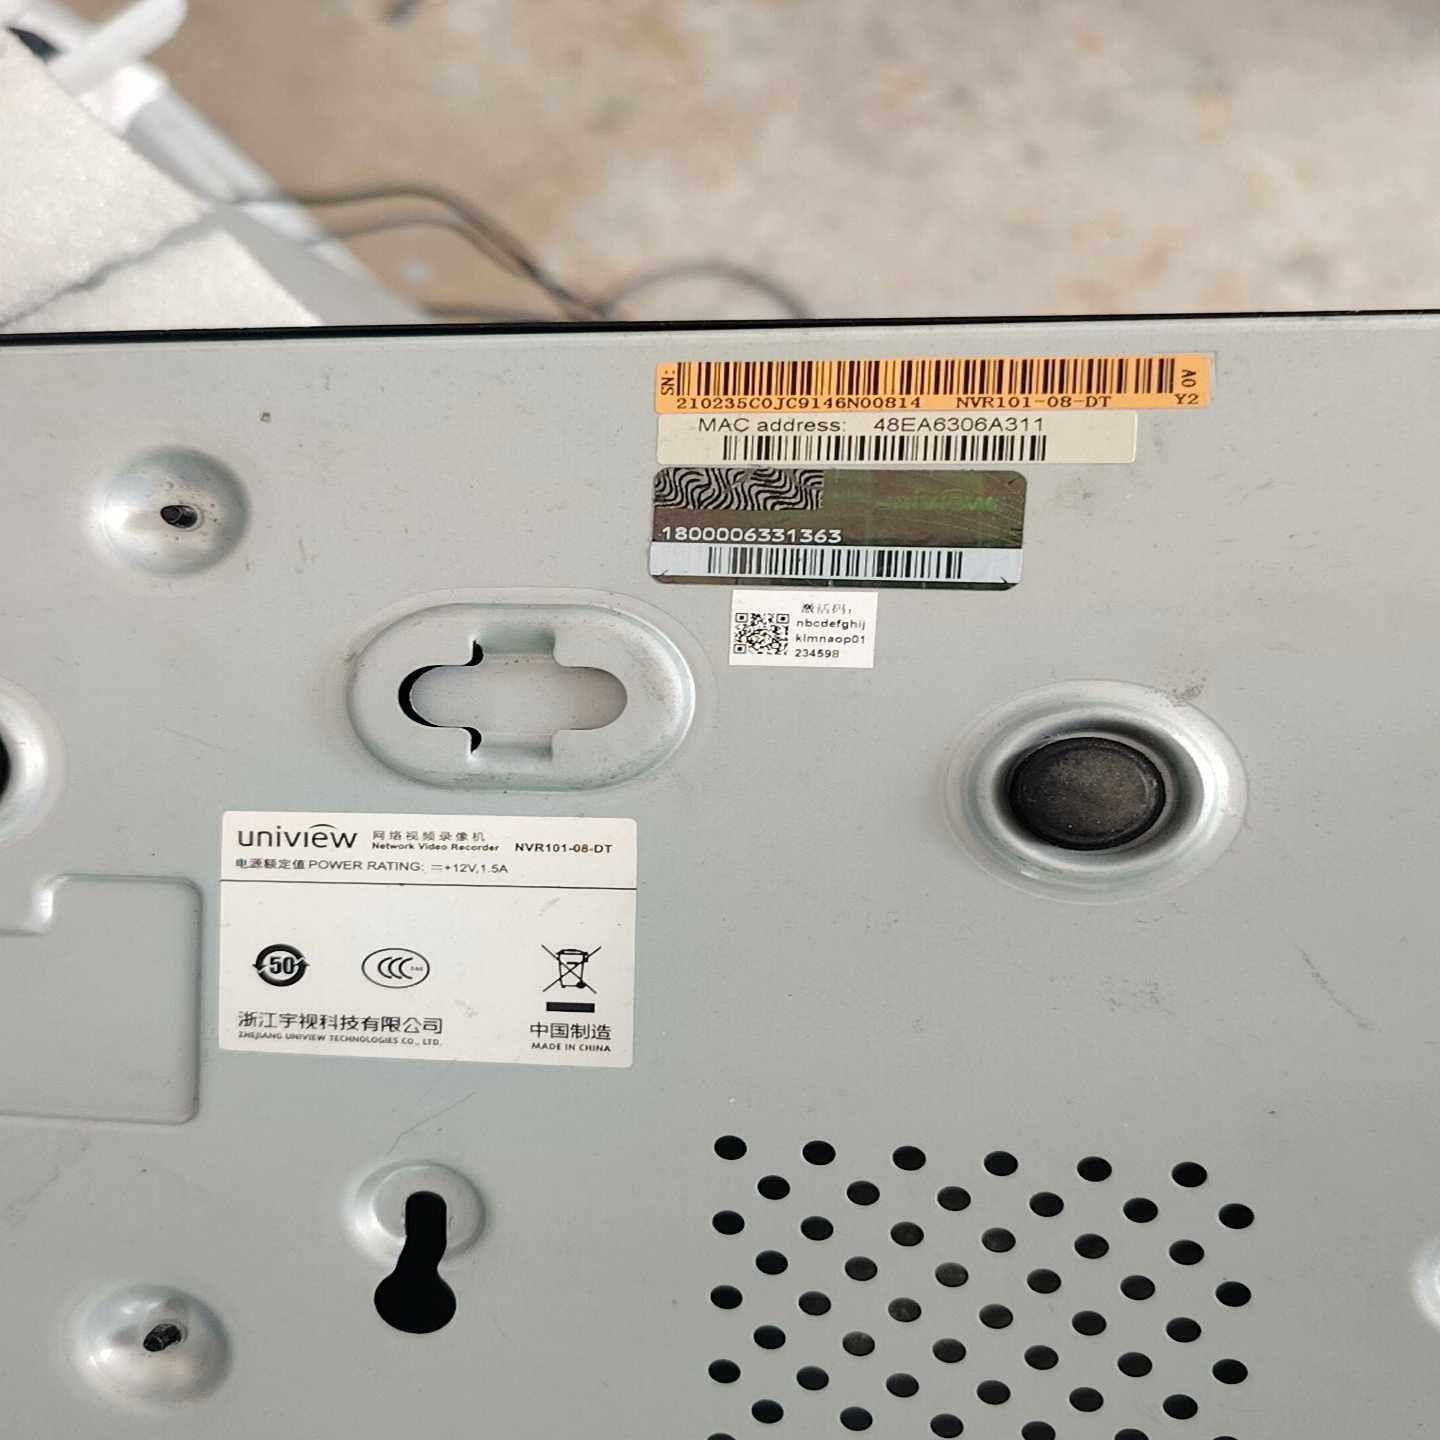 SN:
210235C0JC9146N00814 NVR101-08-DT
A0
Y2
MAC address: 48EA6306A311
uniview
1800006331363
激活码:
nbcdefghij
klmnaop01
234598
uniview 网络视频录像机
Network Video Recorder NVR101-08-DT
电源额定值 POWER RATING: ⎓+12V,1.5A
50
CCC
浙江宇视科技有限公司
ZHEJIANG UNIVIEW TECHNOLOGIES CO., LTD.
中国制造
MADE IN CHINA